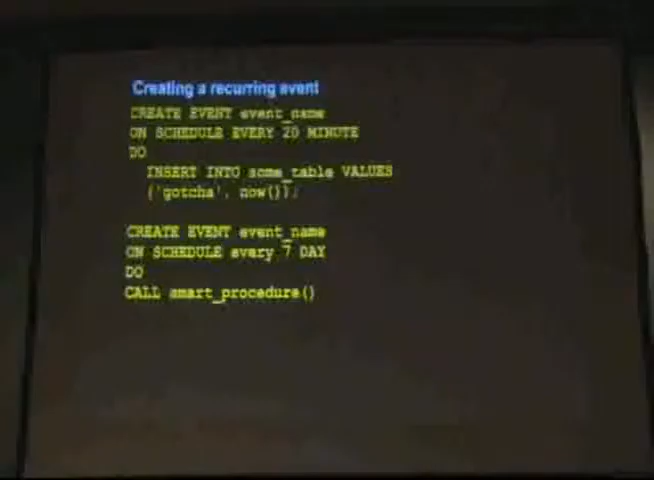 Creating a recurring event
CREATE EVENT event_name
ON SCHEDULE EVERY 20 MINUTE
DO
INSERT INTO some_table VALUES
('gotcha', now());
CREATE EVENT event_name
ON SCHEDULE every 7 DAY
DO
CALL smart_procedure()